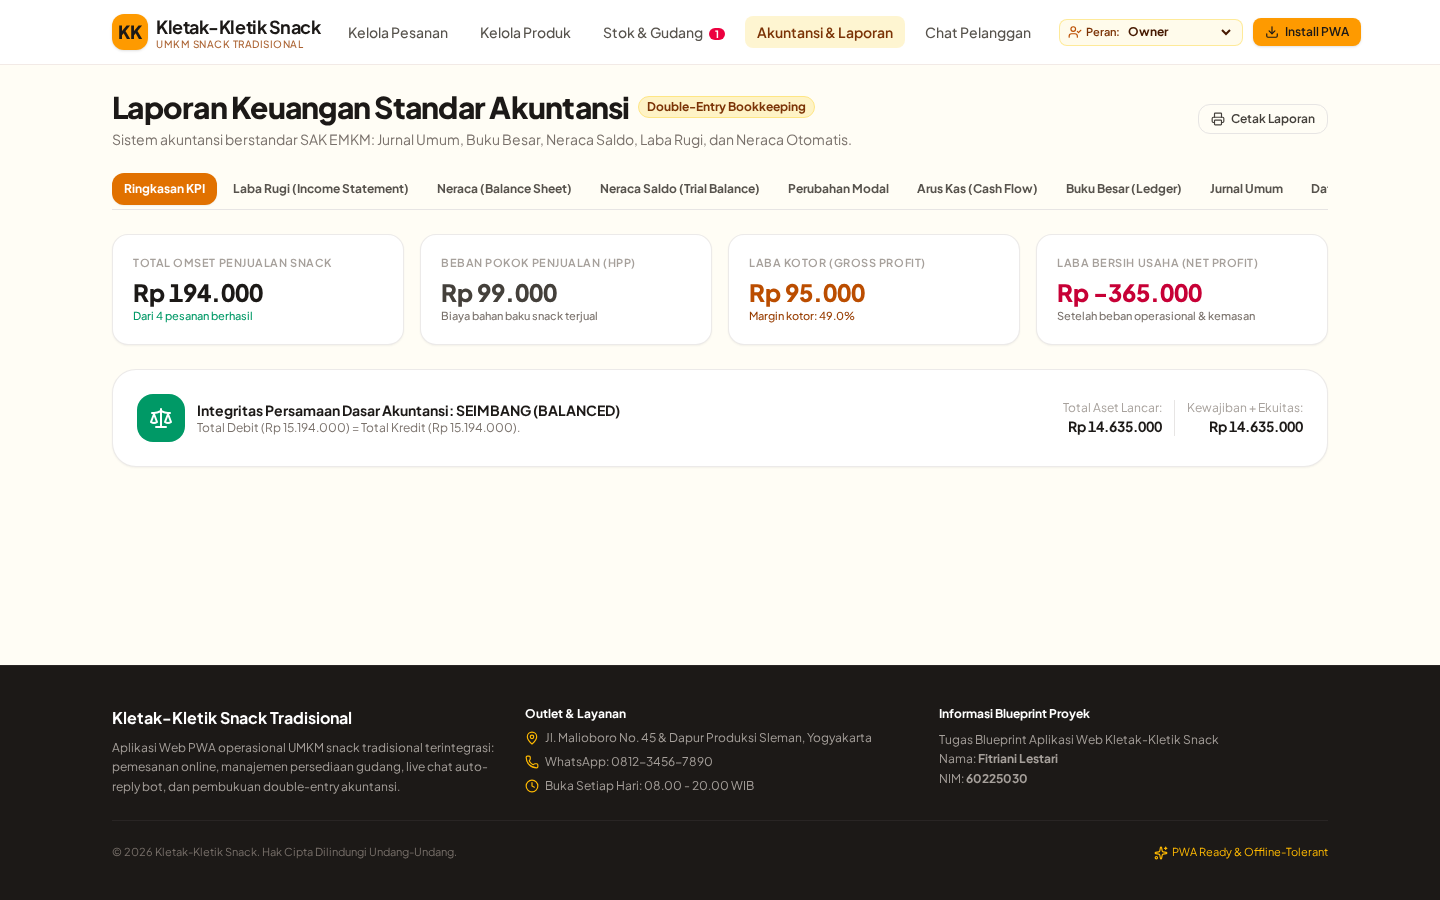 KK
Kletak-Kletik Snack
UMKM SNACK TRADISIONAL
Kelola Pesanan
Kelola Produk
Stok & Gudang 1
Akuntansi & Laporan
Chat Pelanggan
Peran: Owner
Install PWA
Laporan Keuangan Standar Akuntansi
Double-Entry Bookkeeping
Sistem akuntansi berstandar SAK EMKM: Jurnal Umum, Buku Besar, Neraca Saldo, Laba Rugi, dan Neraca Otomatis.
Cetak Laporan
Ringkasan KPI
Laba Rugi (Income Statement)
Neraca (Balance Sheet)
Neraca Saldo (Trial Balance)
Perubahan Modal
Arus Kas (Cash Flow)
Buku Besar (Ledger)
Jurnal Umum
TOTAL OMSET PENJUALAN SNACK
Rp 194.000
Dari 4 pesanan berhasil
BEBAN POKOK PENJUALAN (HPP)
Rp 99.000
Biaya bahan baku snack terjual
LABA KOTOR (GROSS PROFIT)
Rp 95.000
Margin kotor: 49.0%
LABA BERSIH USAHA (NET PROFIT)
Rp -365.000
Setelah beban operasional & kemasan
Integritas Persamaan Dasar Akuntansi: SEIMBANG (BALANCED)
Total Debit (Rp 15.194.000) = Total Kredit (Rp 15.194.000).
Total Aset Lancar:
Rp 14.635.000
Kewajiban + Ekuitas:
Rp 14.635.000
Kletak-Kletik Snack Tradisional
Aplikasi Web PWA operasional UMKM snack tradisional terintegrasi:
pemesanan online, manajemen persediaan gudang, live chat auto-
reply bot, dan pembukuan double-entry akuntansi.
Outlet & Layanan
Jl. Malioboro No. 45 & Dapur Produksi Sleman, Yogyakarta
WhatsApp: 0812-3456-7890
Buka Setiap Hari: 08.00 - 20.00 WIB
Informasi Blueprint Proyek
Tugas Blueprint Aplikasi Web Kletak-Kletik Snack
Nama: Fitriani Lestari
NIM: 60225030
© 2026 Kletak-Kletik Snack. Hak Cipta Dilindungi Undang-Undang.
PWA Ready & Offline-Tolerant